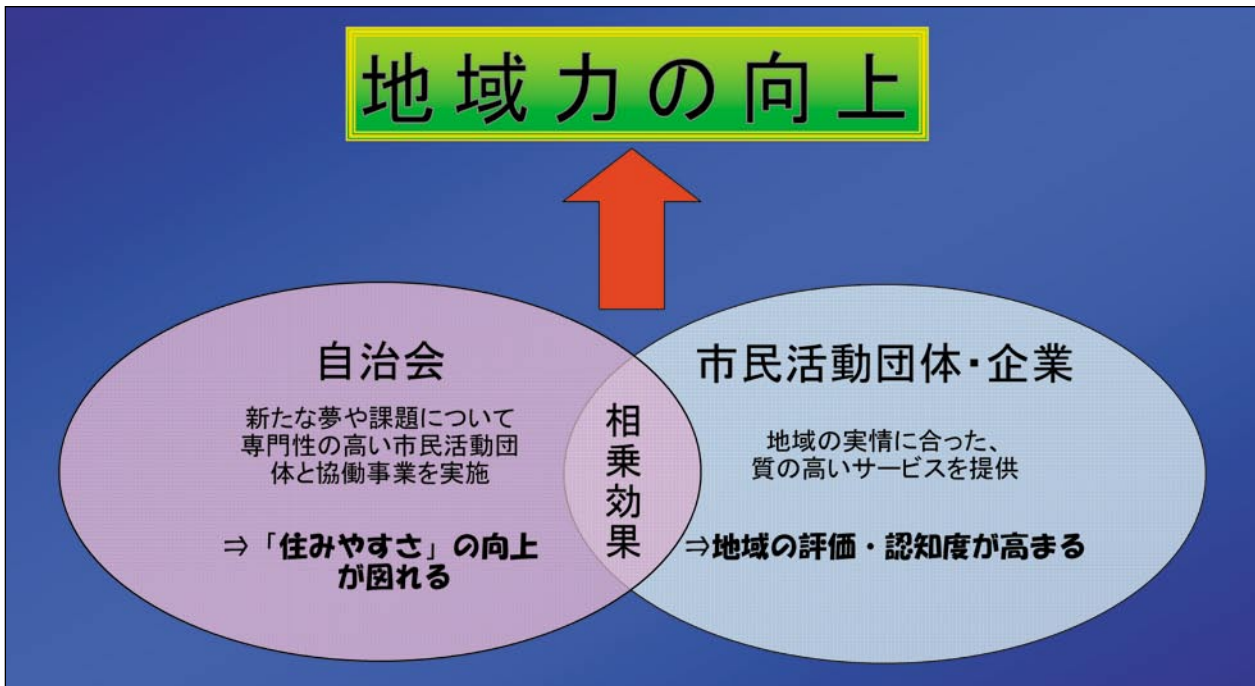 地域力の向上
自治会
新たな夢や課題について
専門性の高い市民活動団
体と協働事業を実施
⇒「住みやすさ」の向上
が図れる
相乗効果
市民活動団体・企業
地域の実情に合った、
質の高いサービスを提供
⇒地域の評価・認知度が高まる